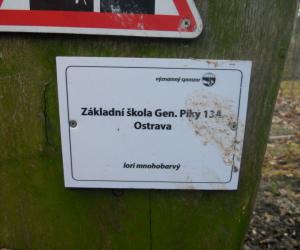 významný sponzor
Základní škola Gen. Píky 13A
Ostrava
lori mnohobarvý